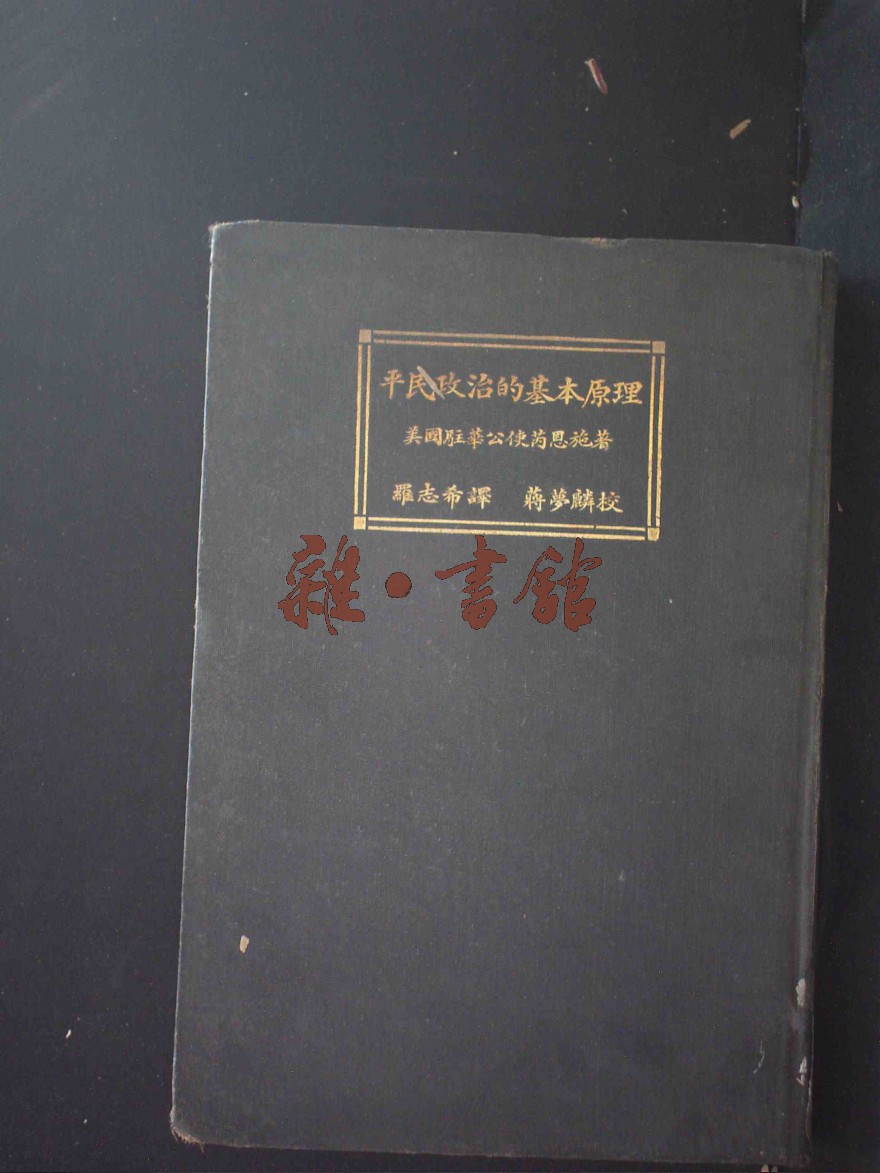 平民政治的基本原理
美國駐華公使芮恩施著
羅志希譯 蔣夢麟校
雜·書館